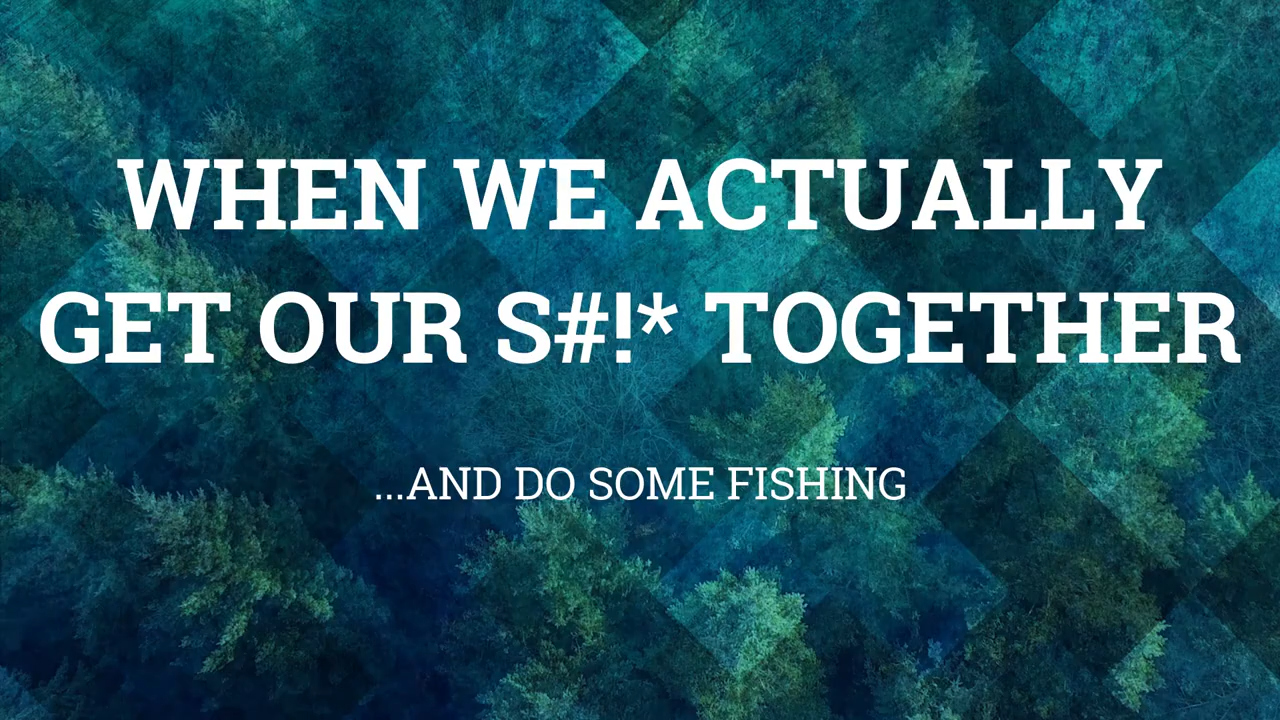 WHEN WE ACTUALLY
GET OUR S#!* TOGETHER
...AND DO SOME FISHING